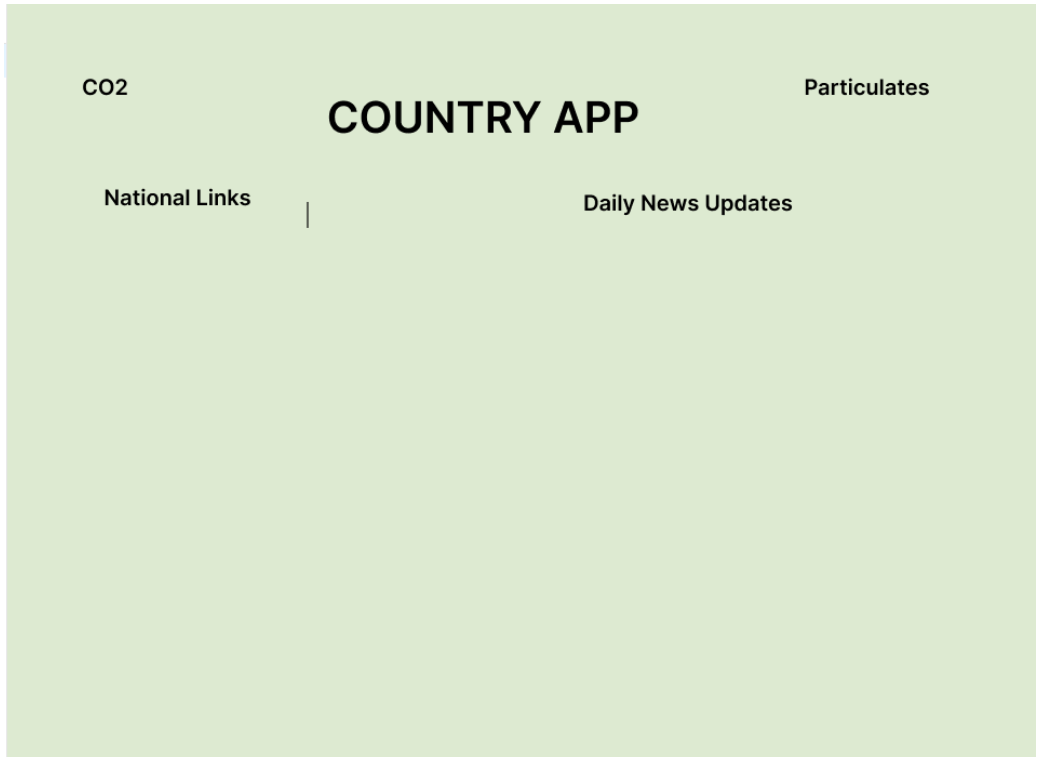 CO2
Particulates
COUNTRY APP
National Links
Daily News Updates